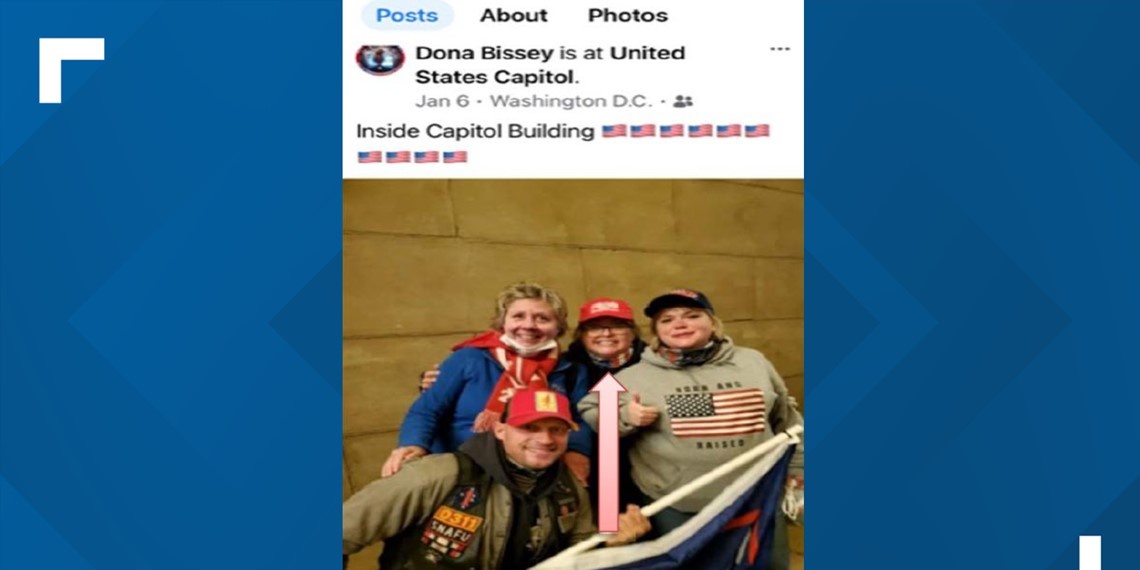 Posts About Photos
Dona Bissey is at United
States Capitol.
Jan 6 · Washington D.C. ·
Inside Capitol Building 🇺🇸🇺🇸🇺🇸🇺🇸🇺🇸🇺🇸
🇺🇸🇺🇸🇺🇸🇺🇸
BORN AND
RAISED
0311
SNAFU